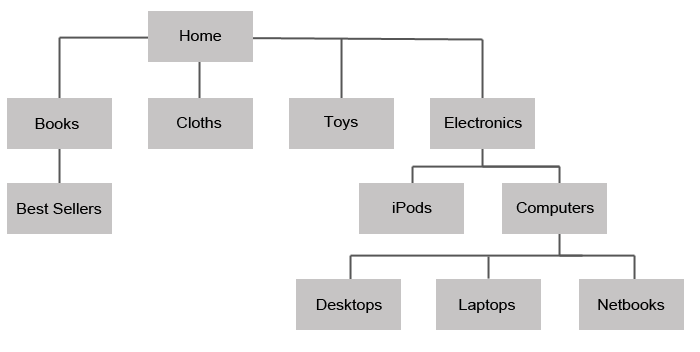 Home
Books
Cloths
Toys
Electronics
Best Sellers
iPods
Computers
Desktops
Laptops
Netbooks